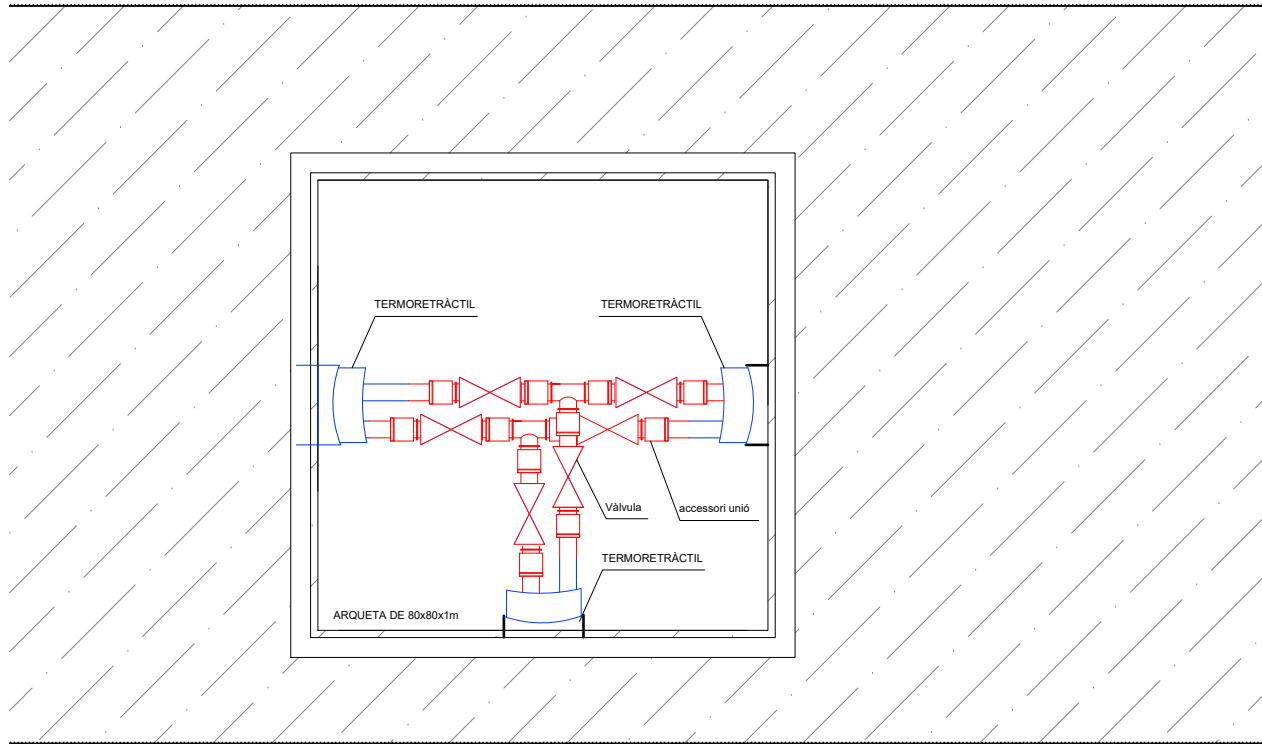 TERMORETRÀCTIL
TERMORETRÀCTIL
Vàlvula
accessori unió
TERMORETRÀCTIL
ARQUETA DE 80x80x1m